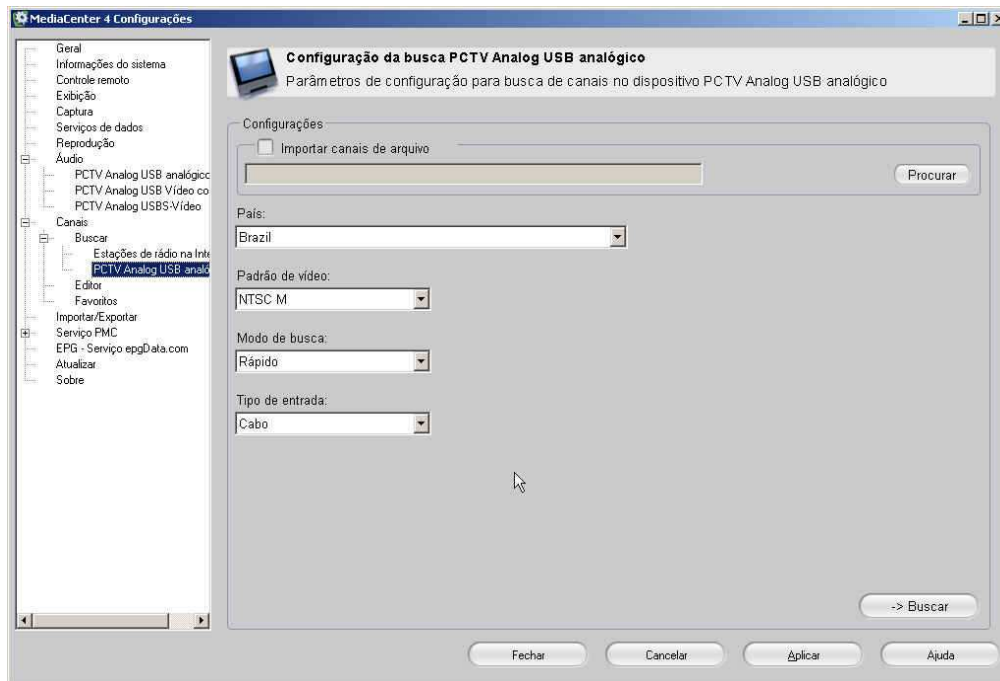 MediaCenter 4 Configurações
Geral
Informações do sistema
Controle remoto
Exibição
Captura
Serviços de dados
Reprodução
Áudio
PCTV Analog USB analógicc
PCTV Analog USB Vídeo co
PCTV Analog USBS-Vídeo
Canais
Buscar
Estações de rádio na Inte
PCTV Analog USB analó
Editor
Favoritos
Importar/Exportar
Serviço PMC
EPG - Serviço epgData.com
Atualizar
Sobre
Configuração da busca PCTV Analog USB analógico
Parâmetros de configuração para busca de canais no dispositivo PCTV Analog USB analógico
Configurações
Importar canais de arquivo
Procurar
País:
Brazil
Padrão de vídeo:
NTSC M
Modo de busca:
Rápido
Tipo de entrada:
Cabo
-> Buscar
Fechar
Cancelar
Aplicar
Ajuda